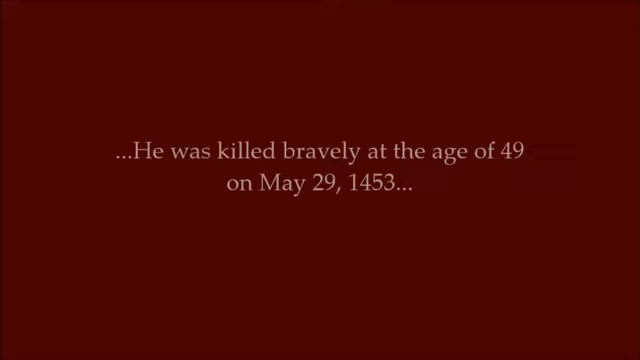 ...He was killed bravely at the age of 49
on May 29, 1453...